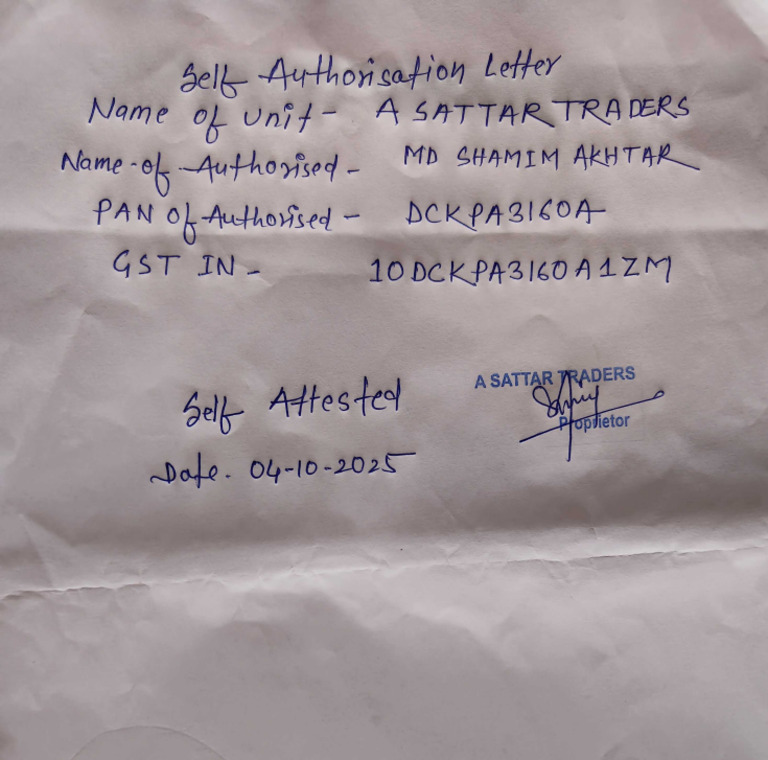 Self Authorisation Letter
Name of unit - A SATTAR TRADERS
Name of Authorised - MD SHAMIM AKHTAR
PAN of Authorised - DCKPA3160A
GST IN - 10DCKPA3160A1ZM
Self Attested
A SATTAR TRADERS
Proprietor
Date. 04-10-2025